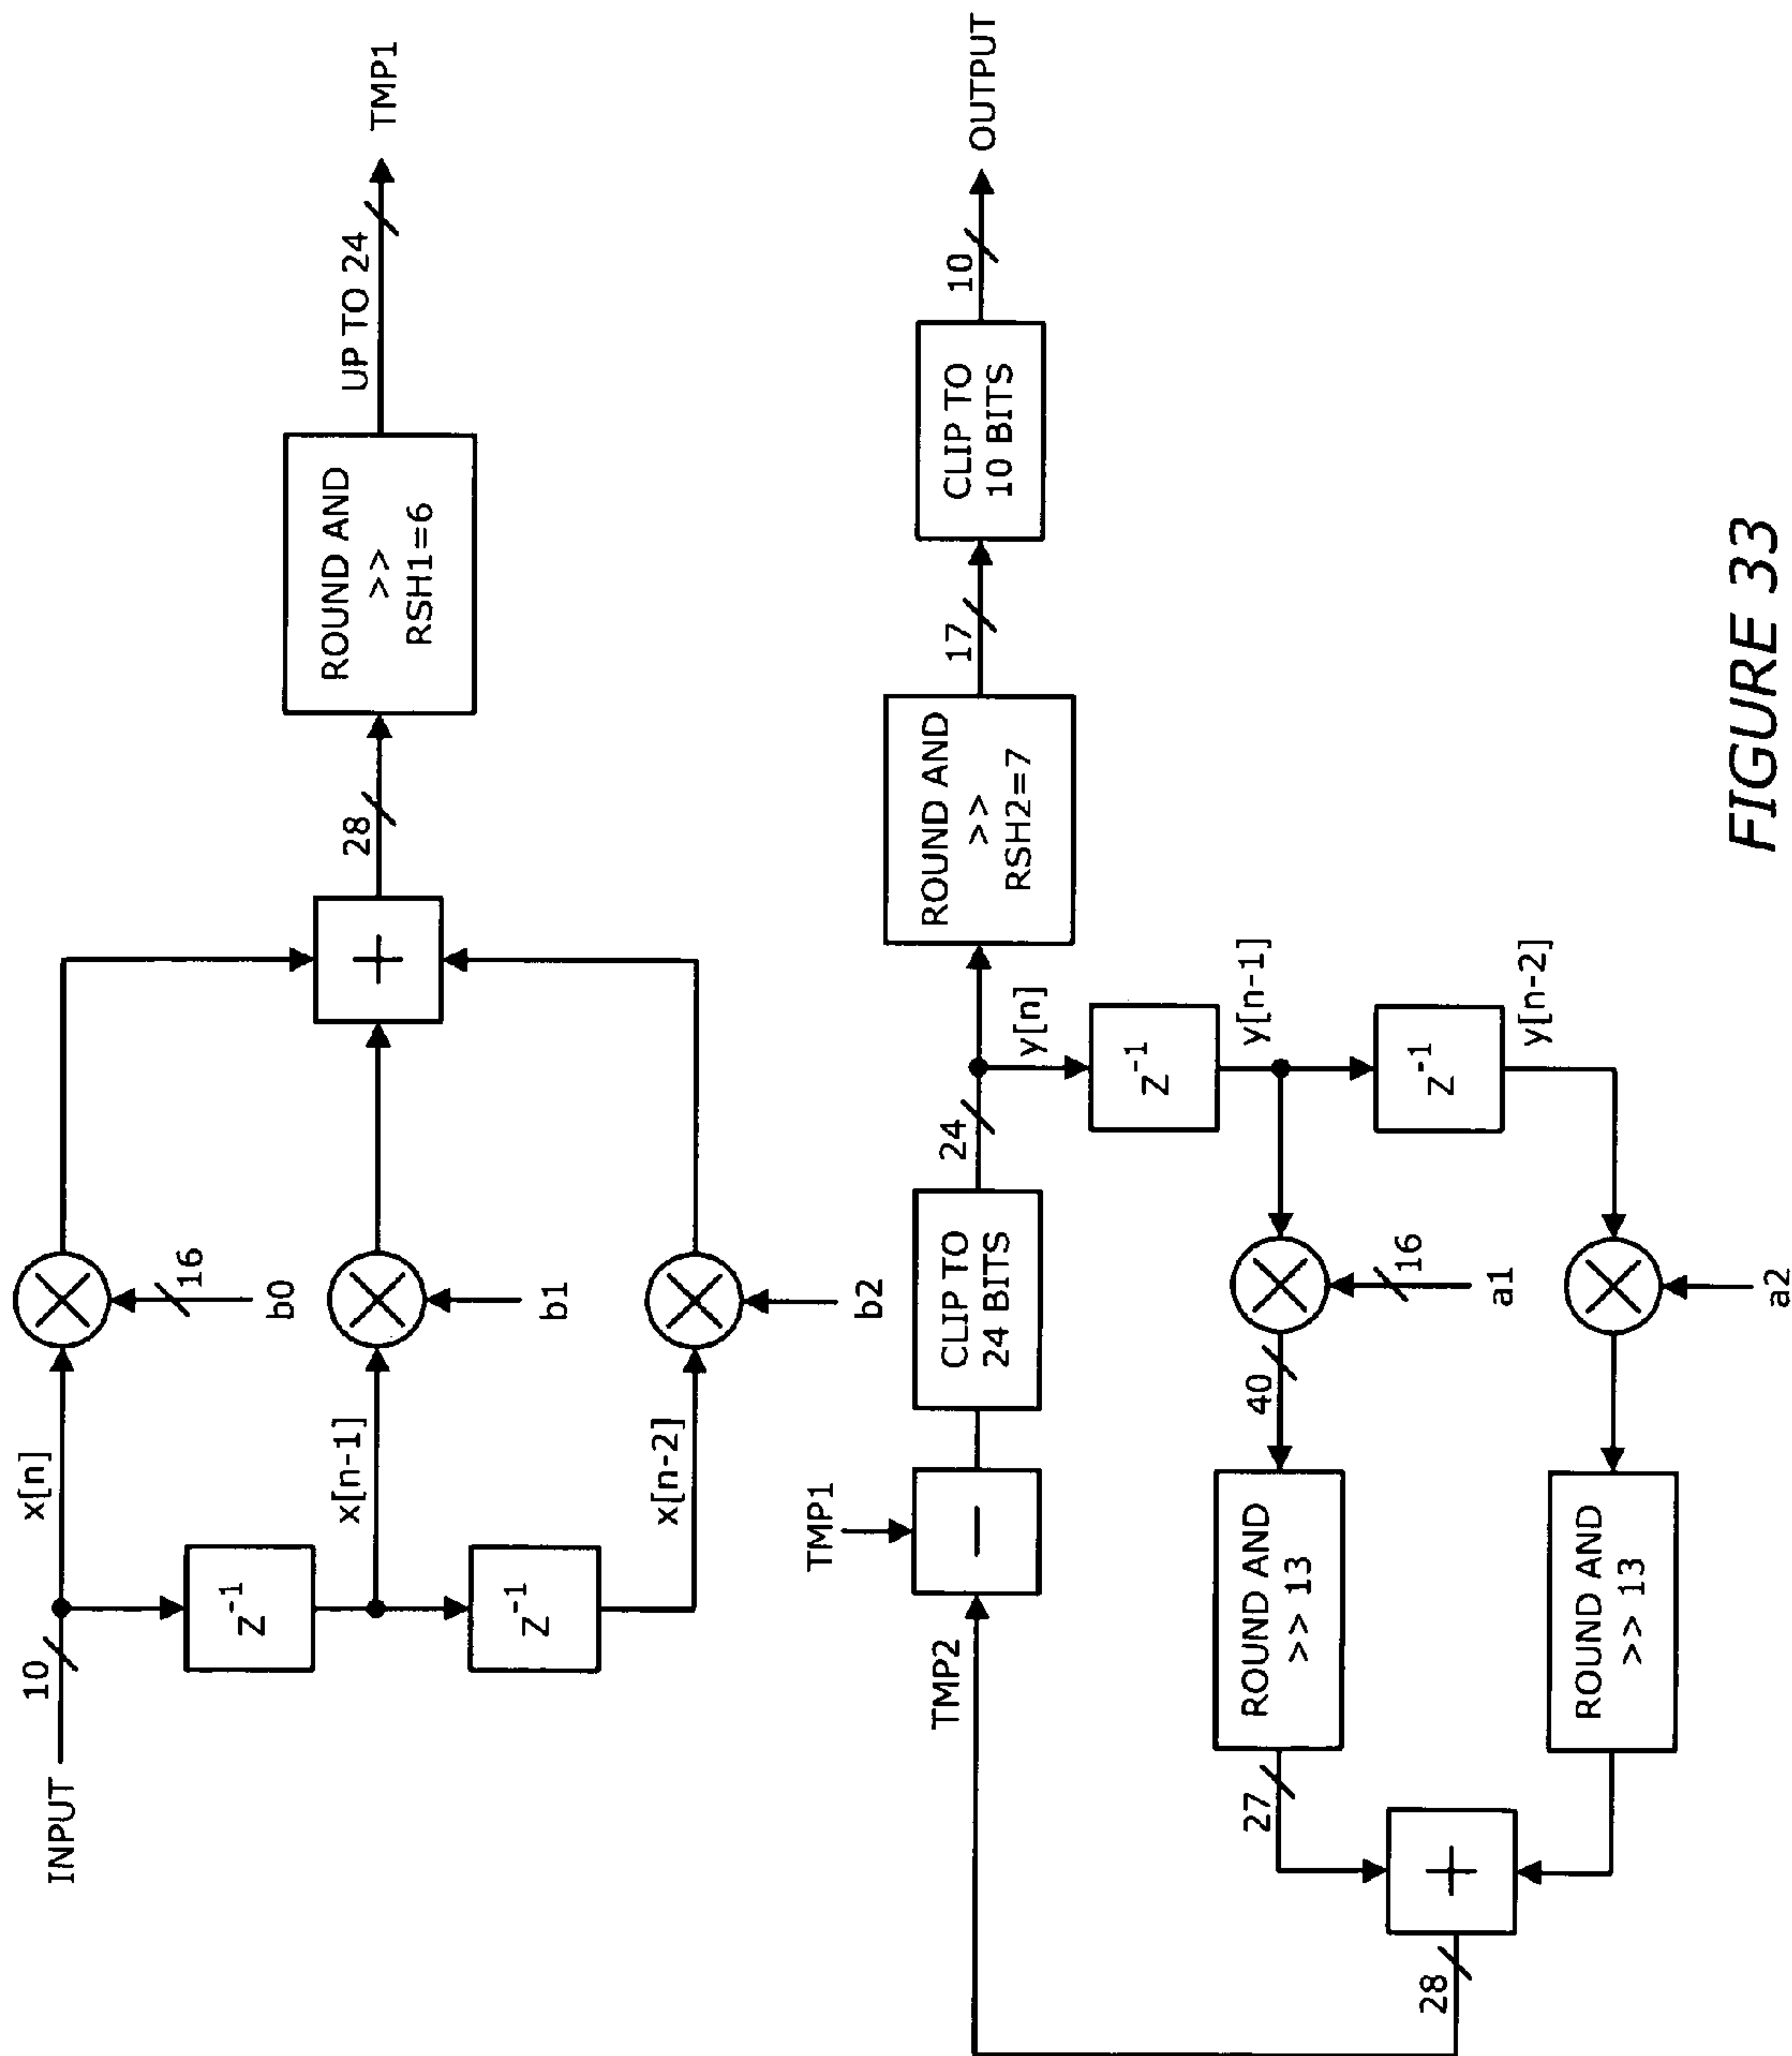 INPUT
10
x[n]
16
b0
Z-1
x[n-1]
b1
Z-1
x[n-2]
b2
+
28
ROUND AND
>>
RSH1=6
UP TO 24
TMP1
TMP2
TMP1
−
CLIP TO
24 BITS
24
y[n]
ROUND AND
>>
RSH2=7
17
CLIP TO
10 BITS
10
OUTPUT
Z-1
y[n-1]
Z-1
y[n-2]
16
a1
40
ROUND AND
>> 13
27
a2
ROUND AND
>> 13
+
28
FIGURE 33